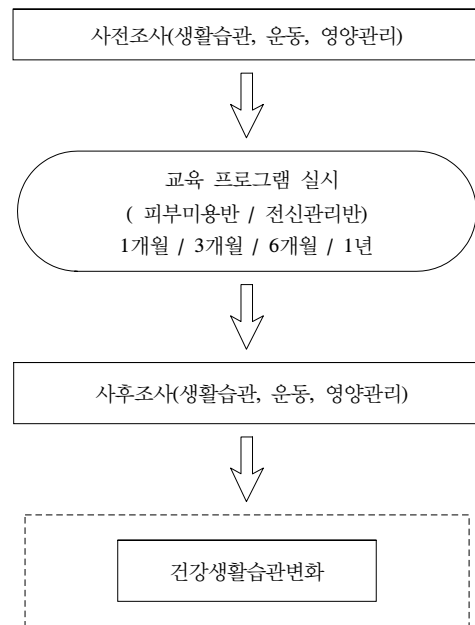 사전조사(생활습관, 운동, 영양관리)
교육 프로그램 실시
( 피부미용반 / 전신관리반)
1개월 / 3개월 / 6개월 / 1년
사후조사(생활습관, 운동, 영양관리)
건강생활습관변화